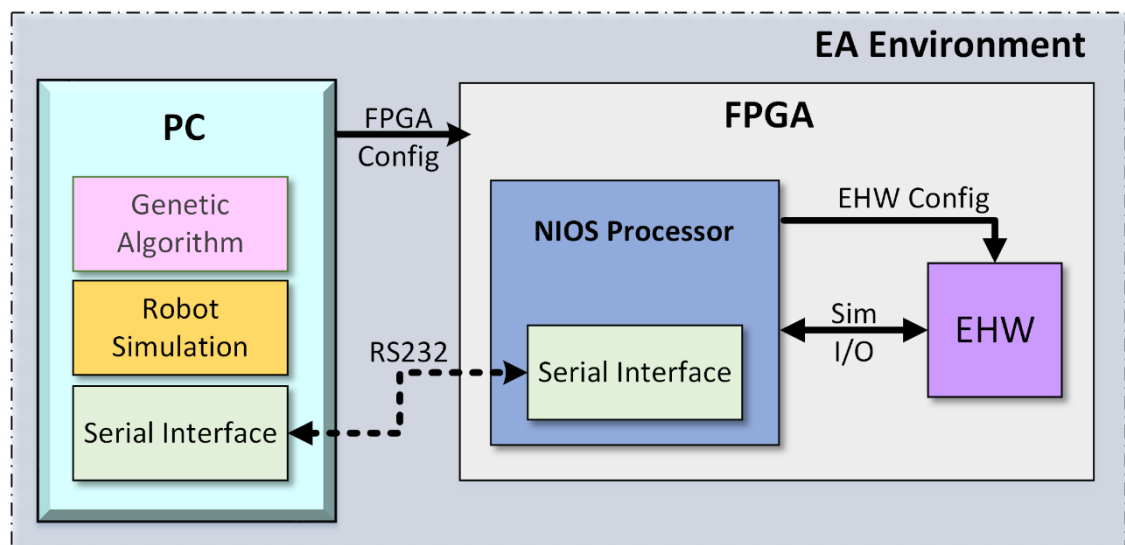 EA Environment
PC
Genetic
Algorithm
Robot
Simulation
Serial Interface
FPGA
Config
RS232
FPGA
NIOS Processor
Serial Interface
EHW Config
Sim
I/O
EHW